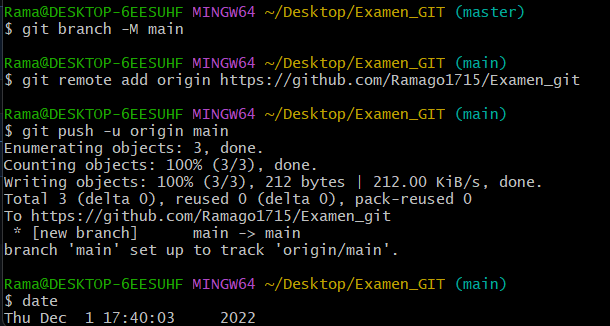 Rama@DESKTOP-6EESUHF MINGW64 ~/Desktop/Examen_GIT (master)
$ git branch -M main
Rama@DESKTOP-6EESUHF MINGW64 ~/Desktop/Examen_GIT (main)
$ git remote add origin https://github.com/Ramago1715/Examen_git
Rama@DESKTOP-6EESUHF MINGW64 ~/Desktop/Examen_GIT (main)
$ git push -u origin main
Enumerating objects: 3, done.
Counting objects: 100% (3/3), done.
Writing objects: 100% (3/3), 212 bytes | 212.00 KiB/s, done.
Total 3 (delta 0), reused 0 (delta 0), pack-reused 0
To https://github.com/Ramago1715/Examen_git
 * [new branch]      main -> main
branch 'main' set up to track 'origin/main'.
Rama@DESKTOP-6EESUHF MINGW64 ~/Desktop/Examen_GIT (main)
$ date
Thu Dec  1 17:40:03     2022